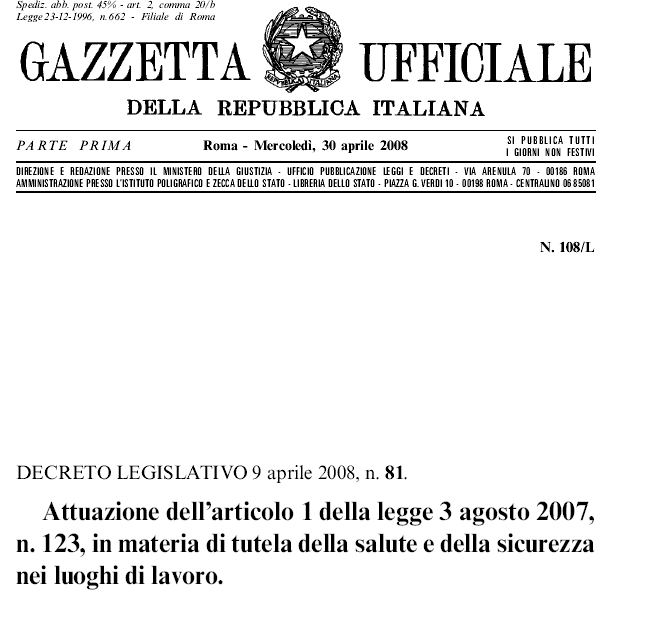 Spediz. abb. post. 45% - art. 2, comma 20/b
Legge 23-12-1996, n. 662 - Filiale di Roma
GAZZETTA UFFICIALE
DELLA REPUBBLICA ITALIANA
PARTE PRIMA
Roma - Mercoledì, 30 aprile 2008
SI PUBBLICA TUTTI
I GIORNI NON FESTIVI
DIREZIONE E REDAZIONE PRESSO IL MINISTERO DELLA GIUSTIZIA - UFFICIO PUBBLICAZIONE LEGGI E DECRETI - VIA ARENULA 70 - 00186 ROMA
AMMINISTRAZIONE PRESSO L'ISTITUTO POLIGRAFICO E ZECCA DELLO STATO - LIBRERIA DELLO STATO - PIAZZA G. VERDI 10 - 00198 ROMA - CENTRALINO 06 85081
N. 108/L
DECRETO LEGISLATIVO 9 aprile 2008, n. 81.
Attuazione dell'articolo 1 della legge 3 agosto 2007,
n. 123, in materia di tutela della salute e della sicurezza
nei luoghi di lavoro.